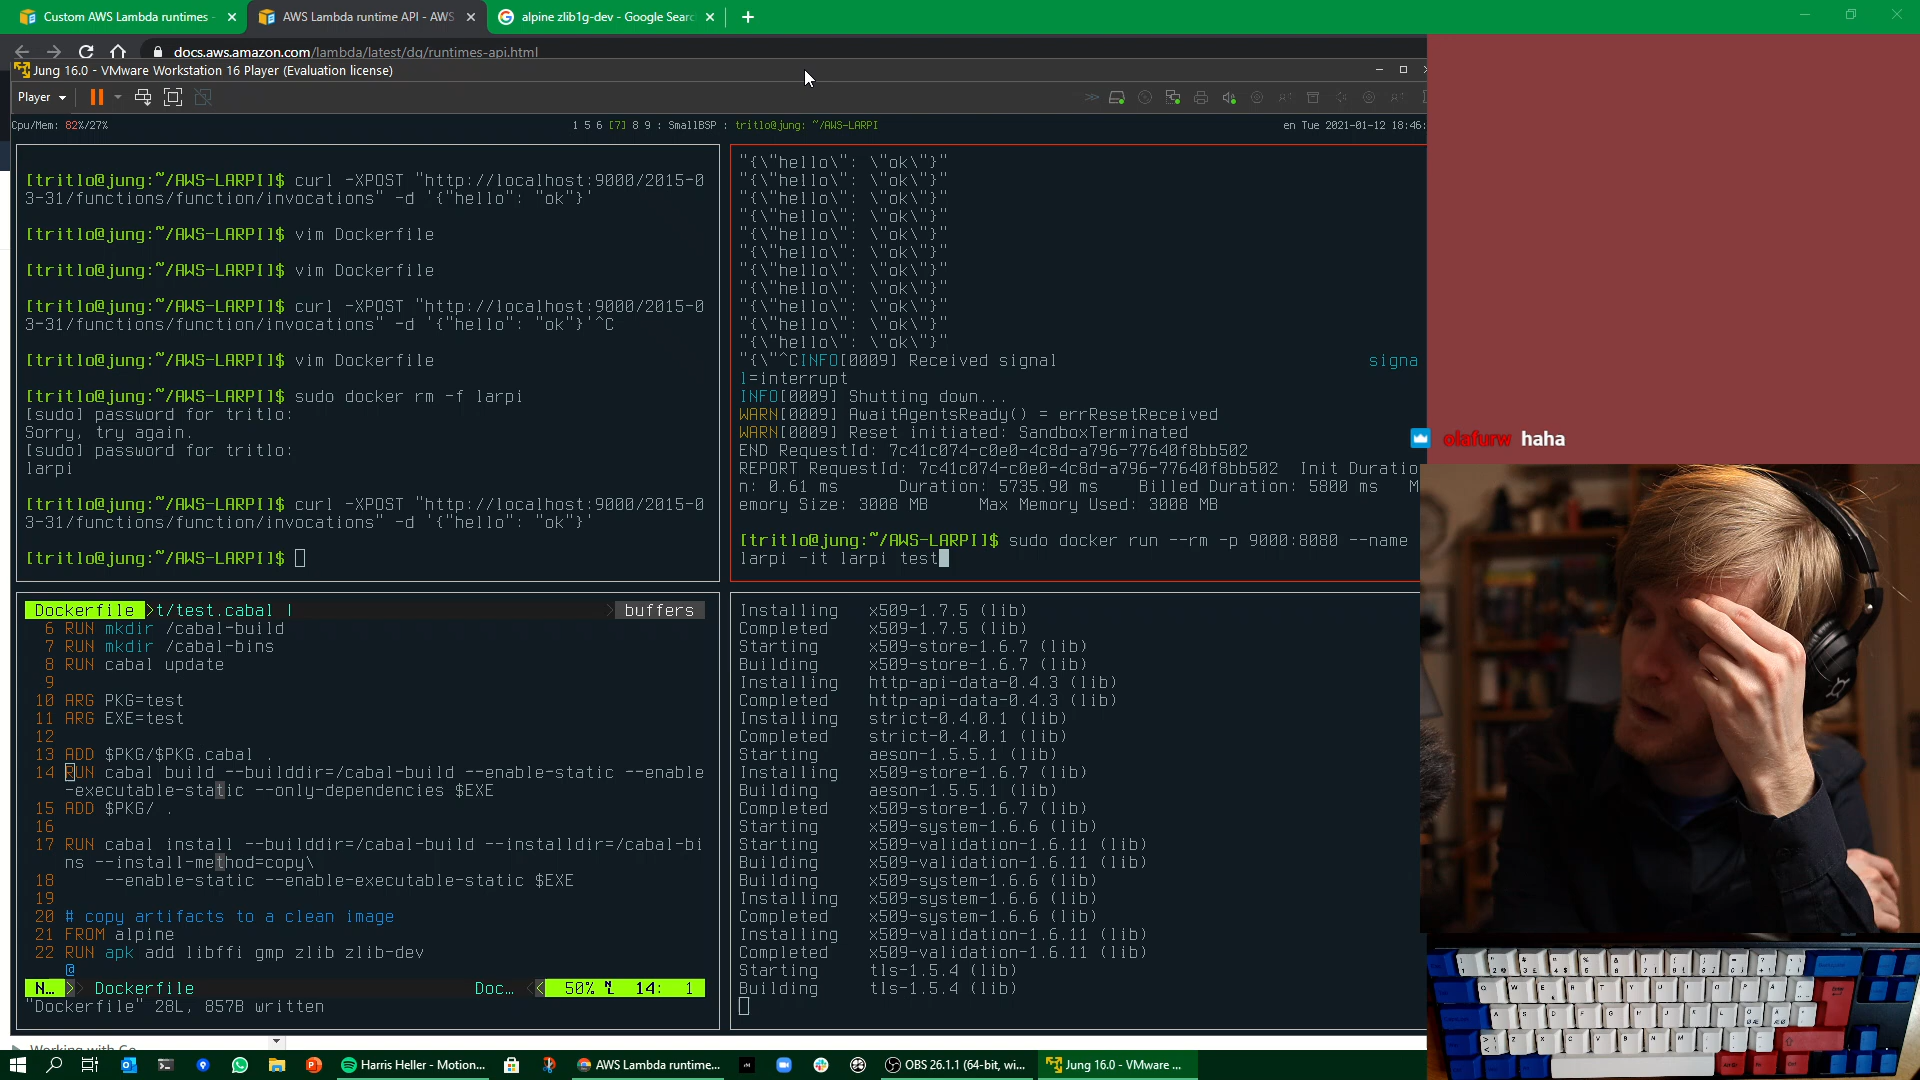 Custom AWS Lambda runtimes -
AWS Lambda runtime API - AWS
alpine zlib1g-dev - Google Searc
docs.aws.amazon.com/lambda/latest/dg/runtimes-api.html
Jung 16.0 - VMware Workstation 16 Player (Evaluation license)
Player
Cpu/Mem: 82%/27%
1 5 6 [7] 8 9 : SmallBSP : tritlo@jung: ~/AWS-LARPI
en Tue 2021-01-12 18:46:
[tritlo@jung:~/AWS-LARPI]$ curl -XPOST "http://localhost:9000/2015-0
3-31/functions/function/invocations" -d '{"hello": "ok"}'
[tritlo@jung:~/AWS-LARPI]$ vim Dockerfile
[tritlo@jung:~/AWS-LARPI]$ vim Dockerfile
[tritlo@jung:~/AWS-LARPI]$ curl -XPOST "http://localhost:9000/2015-0
3-31/functions/function/invocations" -d '{"hello": "ok"}'^C
[tritlo@jung:~/AWS-LARPI]$ vim Dockerfile
[tritlo@jung:~/AWS-LARPI]$ sudo docker rm -f larpi
[sudo] password for tritlo:
Sorry, try again.
[sudo] password for tritlo:
larpi
[tritlo@jung:~/AWS-LARPI]$ curl -XPOST "http://localhost:9000/2015-0
3-31/functions/function/invocations" -d '{"hello": "ok"}'
[tritlo@jung:~/AWS-LARPI]$
"{\"hello\": \"ok\"}"
"{\"hello\": \"ok\"}"
"{\"hello\": \"ok\"}"
"{\"hello\": \"ok\"}"
"{\"hello\": \"ok\"}"
"{\"hello\": \"ok\"}"
"{\"hello\": \"ok\"}"
"{\"hello\": \"ok\"}"
"{\"hello\": \"ok\"}"
"{\"hello\": \"ok\"}"
"{\"hello\": \"ok\"}"
"{\"^CINFO[0009] Received signal signa
l=interrupt
INFO[0009] Shutting down...
WARN[0009] AwaitAgentsReady() = errResetReceived
WARN[0009] Reset initiated: SandboxTerminated
END RequestId: 7c41c074-c0e0-4c8d-a796-77640f8bb502
REPORT RequestId: 7c41c074-c0e0-4c8d-a796-77640f8bb502 Init Duratio
n: 0.61 ms Duration: 5735.90 ms Billed Duration: 5800 ms M
emory Size: 3008 MB Max Memory Used: 3008 MB
[tritlo@jung:~/AWS-LARPI]$ sudo docker run --rm -p 9000:8080 --name
larpi -it larpi test
olafurw haha
Dockerfile t/test.cabal | buffers
6 RUN mkdir /cabal-build
7 RUN mkdir /cabal-bins
8 RUN cabal update
9
10 ARG PKG=test
11 ARG EXE=test
12
13 ADD $PKG/$PKG.cabal .
14 RUN cabal build --builddir=/cabal-build --enable-static --enable
-executable-static --only-dependencies $EXE
15 ADD $PKG/ .
16
17 RUN cabal install --builddir=/cabal-build --installdir=/cabal-bi
ns --install-method=copy\
18 --enable-static --enable-executable-static $EXE
19
20 # copy artifacts to a clean image
21 FROM alpine
22 RUN apk add libffi gmp zlib zlib-dev
@
N... > Dockerfile Doc... < 50% 14: 1
"Dockerfile" 28L, 857B written
Installing x509-1.7.5 (lib)
Completed x509-1.7.5 (lib)
Starting x509-store-1.6.7 (lib)
Building x509-store-1.6.7 (lib)
Installing http-api-data-0.4.3 (lib)
Completed http-api-data-0.4.3 (lib)
Installing strict-0.4.0.1 (lib)
Completed strict-0.4.0.1 (lib)
Starting aeson-1.5.5.1 (lib)
Installing x509-store-1.6.7 (lib)
Building aeson-1.5.5.1 (lib)
Completed x509-store-1.6.7 (lib)
Starting x509-system-1.6.6 (lib)
Starting x509-validation-1.6.11 (lib)
Building x509-validation-1.6.11 (lib)
Building x509-system-1.6.6 (lib)
Installing x509-system-1.6.6 (lib)
Completed x509-system-1.6.6 (lib)
Installing x509-validation-1.6.11 (lib)
Completed x509-validation-1.6.11 (lib)
Starting tls-1.5.4 (lib)
Building tls-1.5.4 (lib)
Harris Heller - Motion...
AWS Lambda runtime...
OBS 26.1.1 (64-bit, wi...
Jung 16.0 - VMware ...